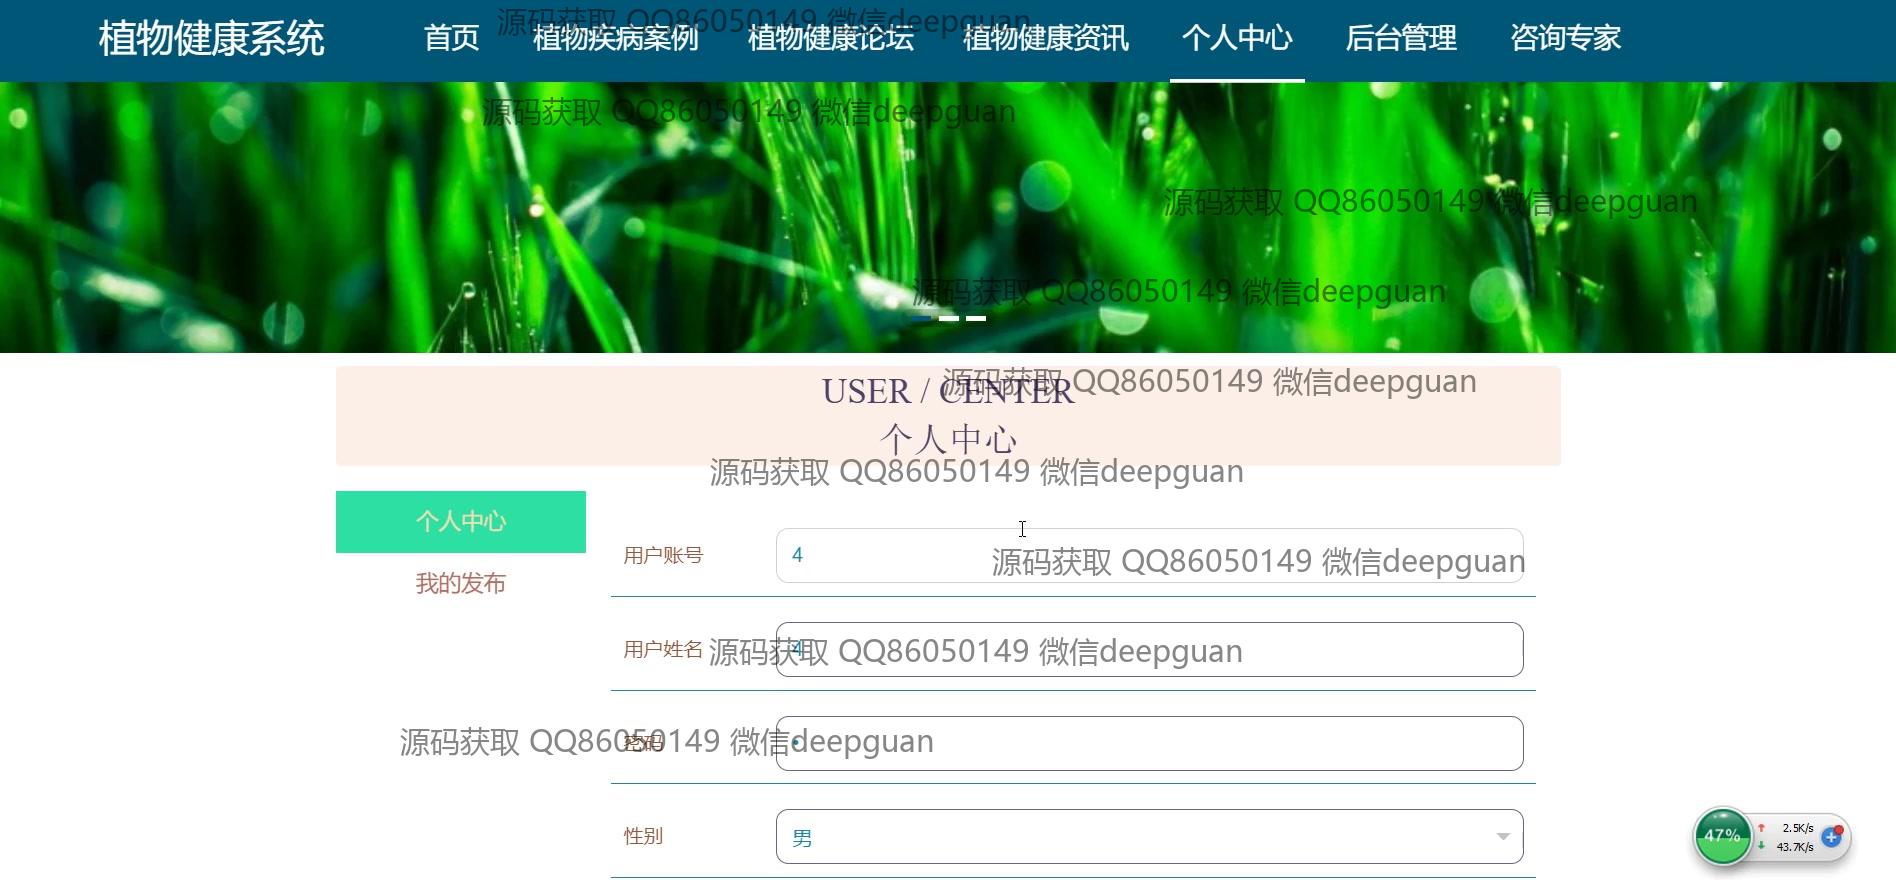 植物健康系统 首页 植物疾病案例 植物健康论坛 植物健康资讯 个人中心 后台管理 咨询专家
源码获取 QQ86050149 微信deepguan
源码获取 QQ86050149 微信deepguan
源码获取 QQ86050149 微信deepguan
源码获取 QQ86050149 微信deepguan
源码获取 QQ86050149 微信deepguan
USER / CENTER
个人中心
源码获取 QQ86050149 微信deepguan
个人中心
我的发布
用户账号 4
源码获取 QQ86050149 微信deepguan
用户姓名 4
源码获取 QQ86050149 微信deepguan
密码
源码获取 QQ86050149 微信deepguan
性别 男
47% 2.5K/s
43.7K/s